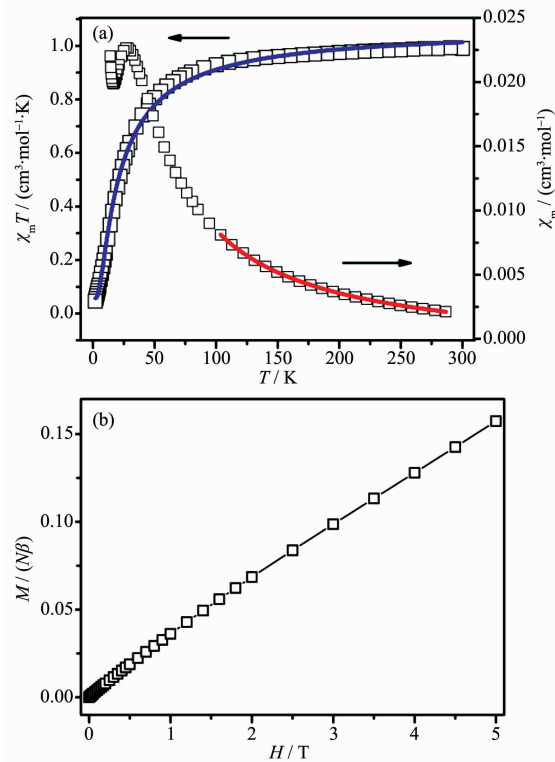 (a)
1.0
0.8
0.6
0.4
0.2
0.0
χmT / (cm³·mol⁻¹·K)
0.025
0.020
0.015
0.010
0.005
0.000
χm / (cm³·mol⁻¹)
0 50 100 150 200 250 300
T / K
(b)
0.15
0.10
0.05
0.00
M / (Nβ)
0 1 2 3 4 5
H / T